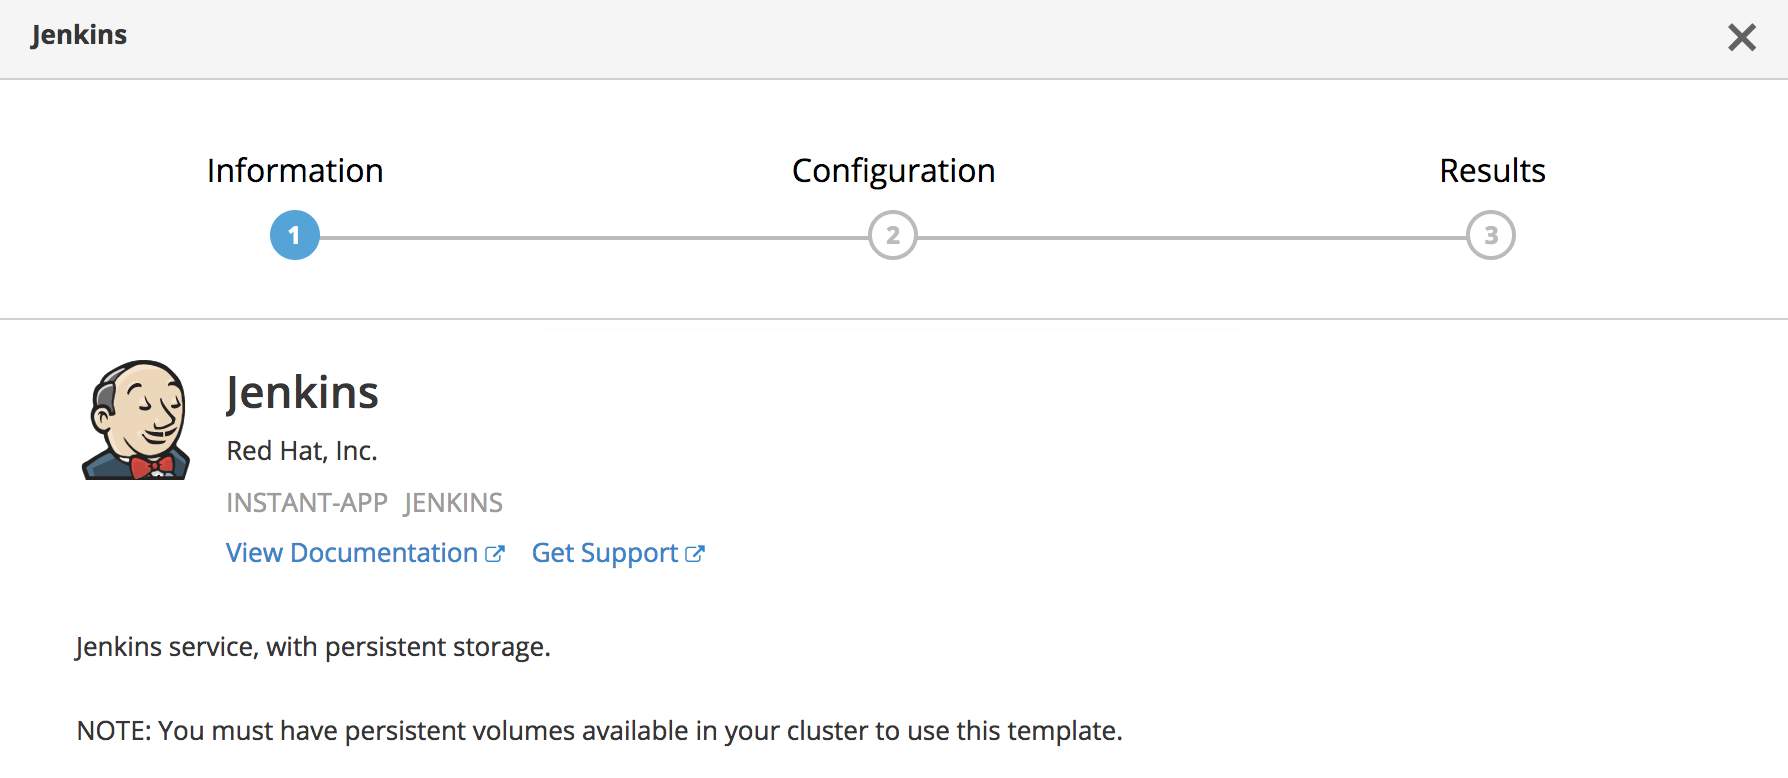 Jenkins
Information Configuration Results
1 2 3
Jenkins
Red Hat, Inc.
INSTANT-APP JENKINS
View Documentation Get Support
Jenkins service, with persistent storage.
NOTE: You must have persistent volumes available in your cluster to use this template.